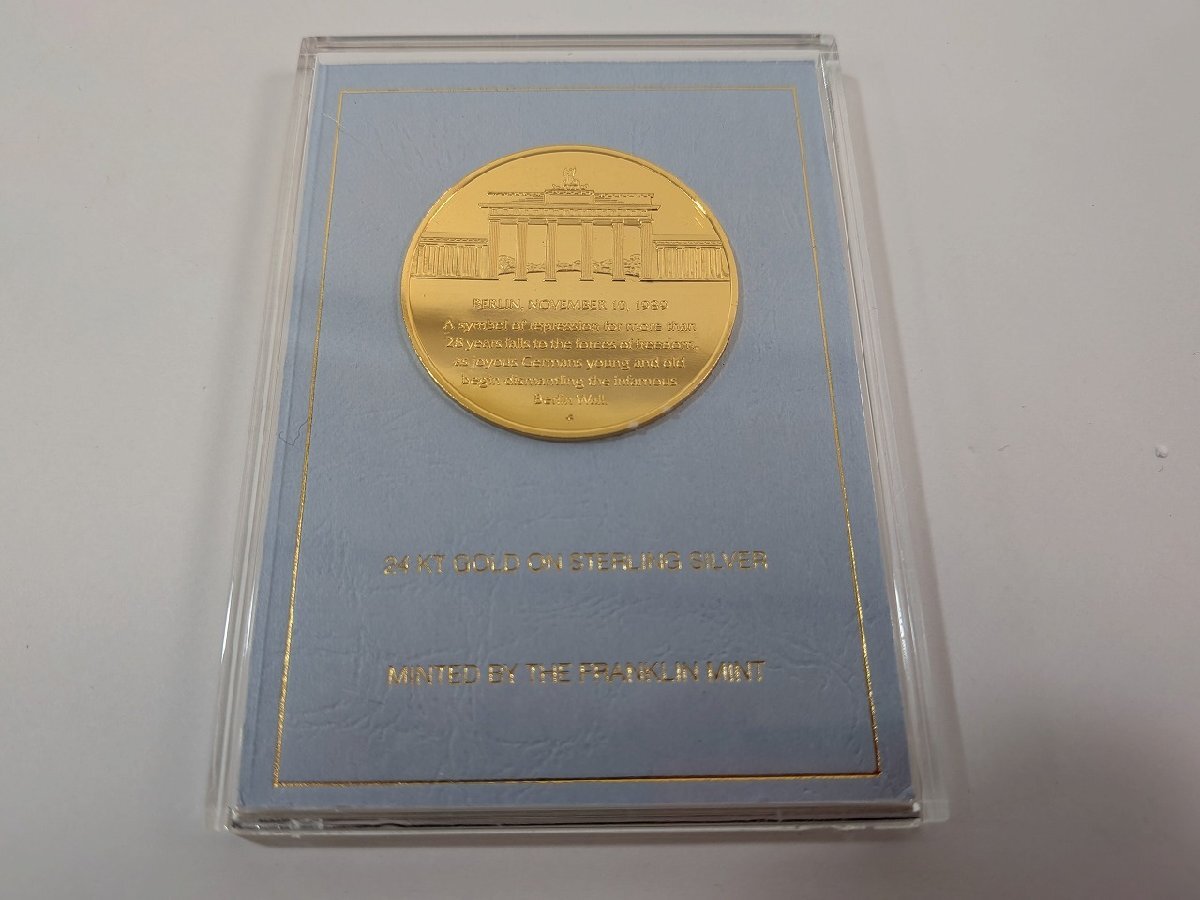 BERLIN, NOVEMBER 10, 1989
A symbol of repression for more than
28 years falls to the forces of freedom,
as joyous Germans young and old
begin dismantling the infamous
Berlin Wall.
24 KT GOLD ON STERLING SILVER
MINTED BY THE FRANKLIN MINT